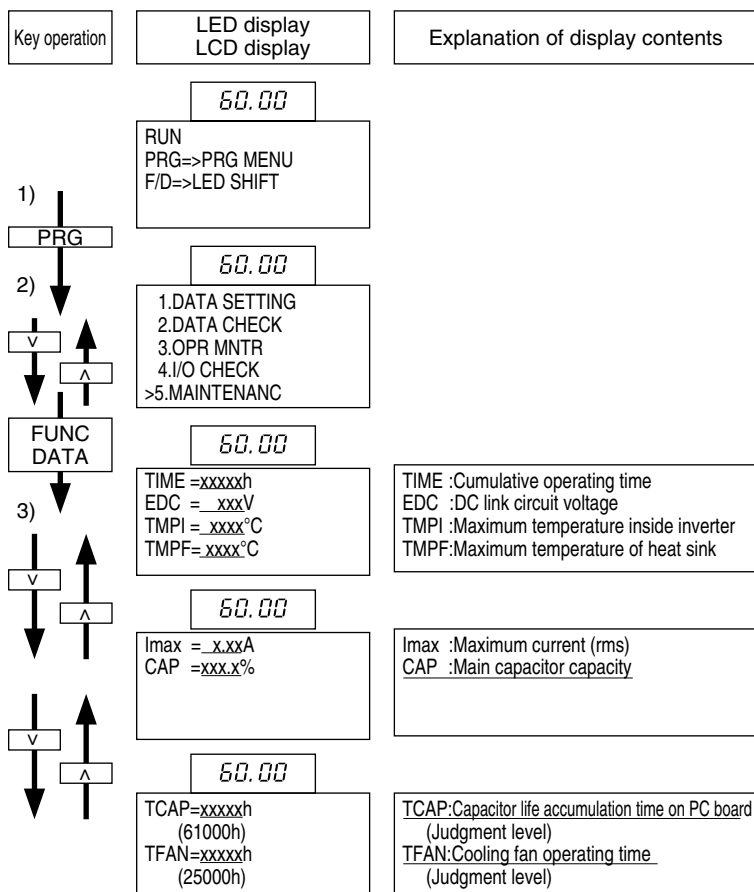 Key operation
LED display
LCD display
Explanation of display contents
60.00
RUN
PRG=>PRG MENU
F/D=>LED SHIFT
1)
PRG
60.00
2)
1.DATA SETTING
2.DATA CHECK
3.OPR MNTR
4.I/O CHECK
>5.MAINTENANC
∨
∧
FUNC
DATA
60.00
TIME =xxxxxh
EDC = xxxV
TMPI = xxxx°C
TMPF= xxxx°C
TIME :Cumulative operating time
EDC :DC link circuit voltage
TMPI :Maximum temperature inside inverter
TMPF:Maximum temperature of heat sink
3)
∨
∧
60.00
Imax = x.xxA
CAP =xxx.x%
Imax :Maximum current (rms)
CAP :Main capacitor capacity
∨
∧
60.00
TCAP=xxxxxh
(61000h)
TFAN=xxxxxh
(25000h)
TCAP:Capacitor life accumulation time on PC board
(Judgment level)
TFAN:Cooling fan operating time
(Judgment level)